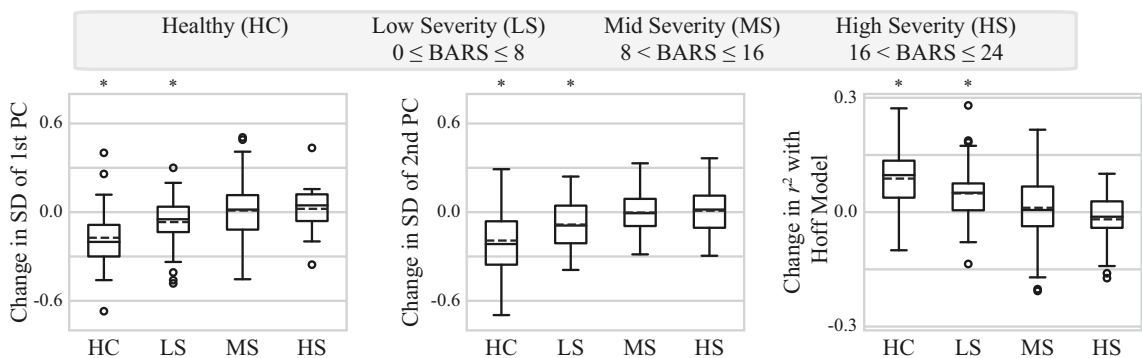 Healthy (HC) Low Severity (LS) Mid Severity (MS) High Severity (HS)
0 ≤ BARS ≤ 8 8 < BARS ≤ 16 16 < BARS ≤ 24
* *
Change in SD of 1st PC
0.6
0.0
-0.6
HC LS MS HS
* *
Change in SD of 2nd PC
0.6
0.0
-0.6
HC LS MS HS
* *
Change in r² with
Hoff Model
0.3
0.0
-0.3
HC LS MS HS